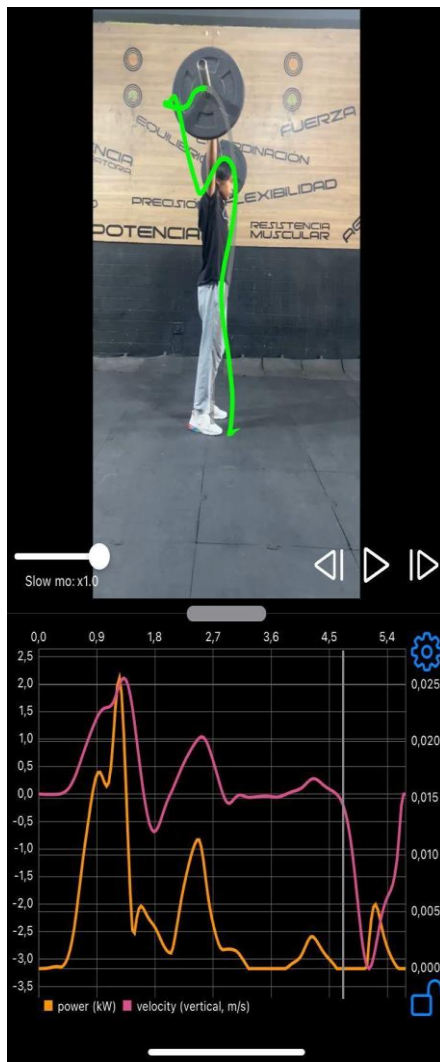 FUERZA
EQUILIBRIO
COORDINACIÓN
PRECISIÓN
FLEXIBILIDAD
POTENCIA
RESISTENCIA
MUSCULAR
Slow mo: x1.0
0,0 0,9 1,8 2,7 3,6 4,5 5,4
2,5
2,0 0,025
1,5
1,0 0,020
0,5
0,0 0,015
-0,5
-1,0 0,010
-1,5
-2,0 0,005
-2,5
-3,0 0,000
-3,5
power (kW) velocity (vertical, m/s)